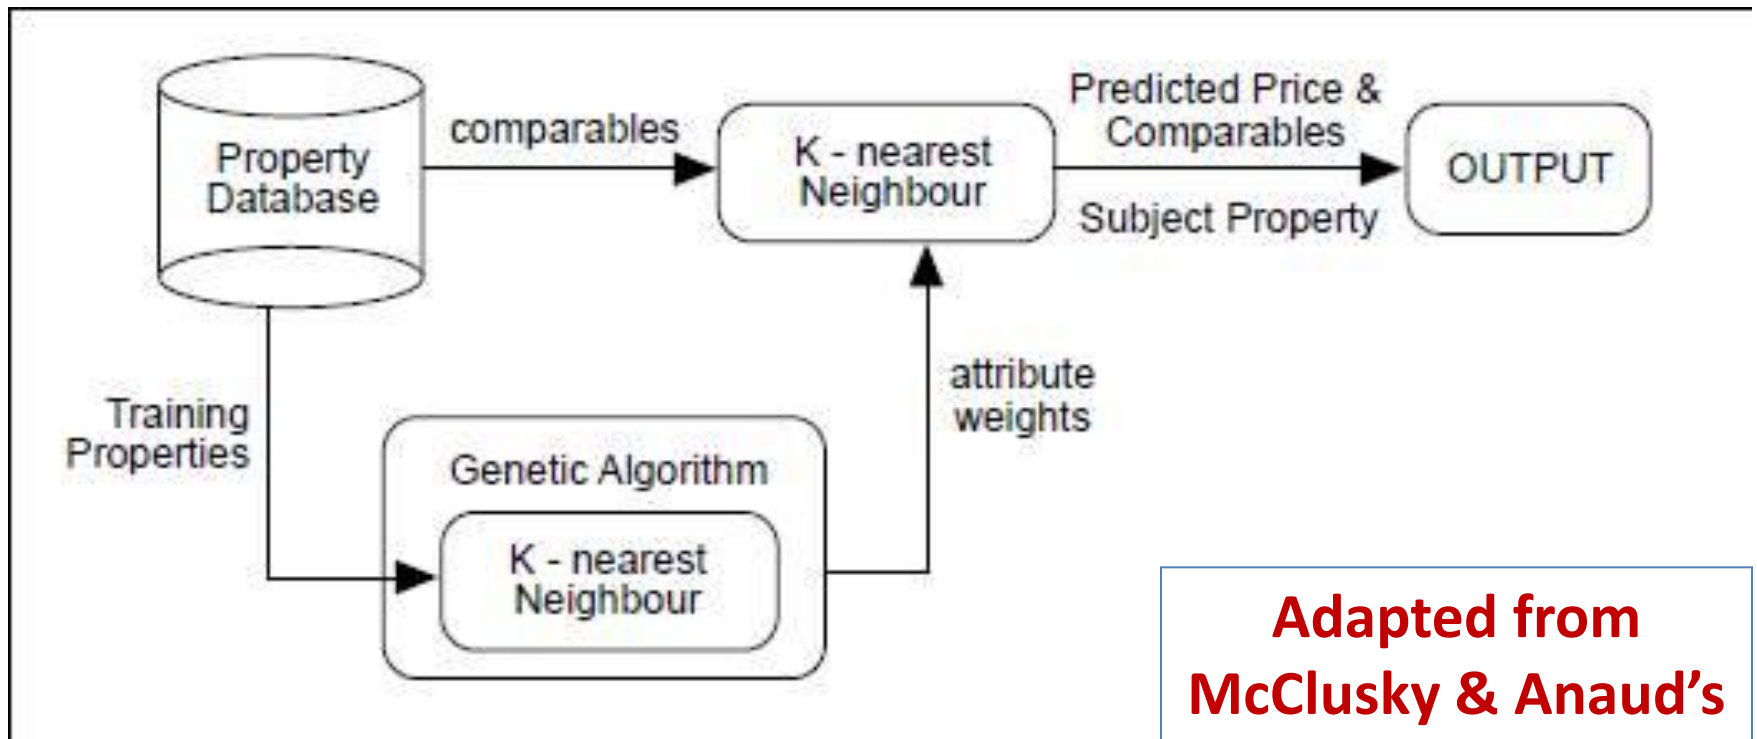 Property
Database
comparables
K - nearest
Neighbour
Predicted Price &
Comparables
Subject Property
OUTPUT
Training
Properties
Genetic Algorithm
K - nearest
Neighbour
attribute
weights
Adapted from
McClusky & Anaud’s